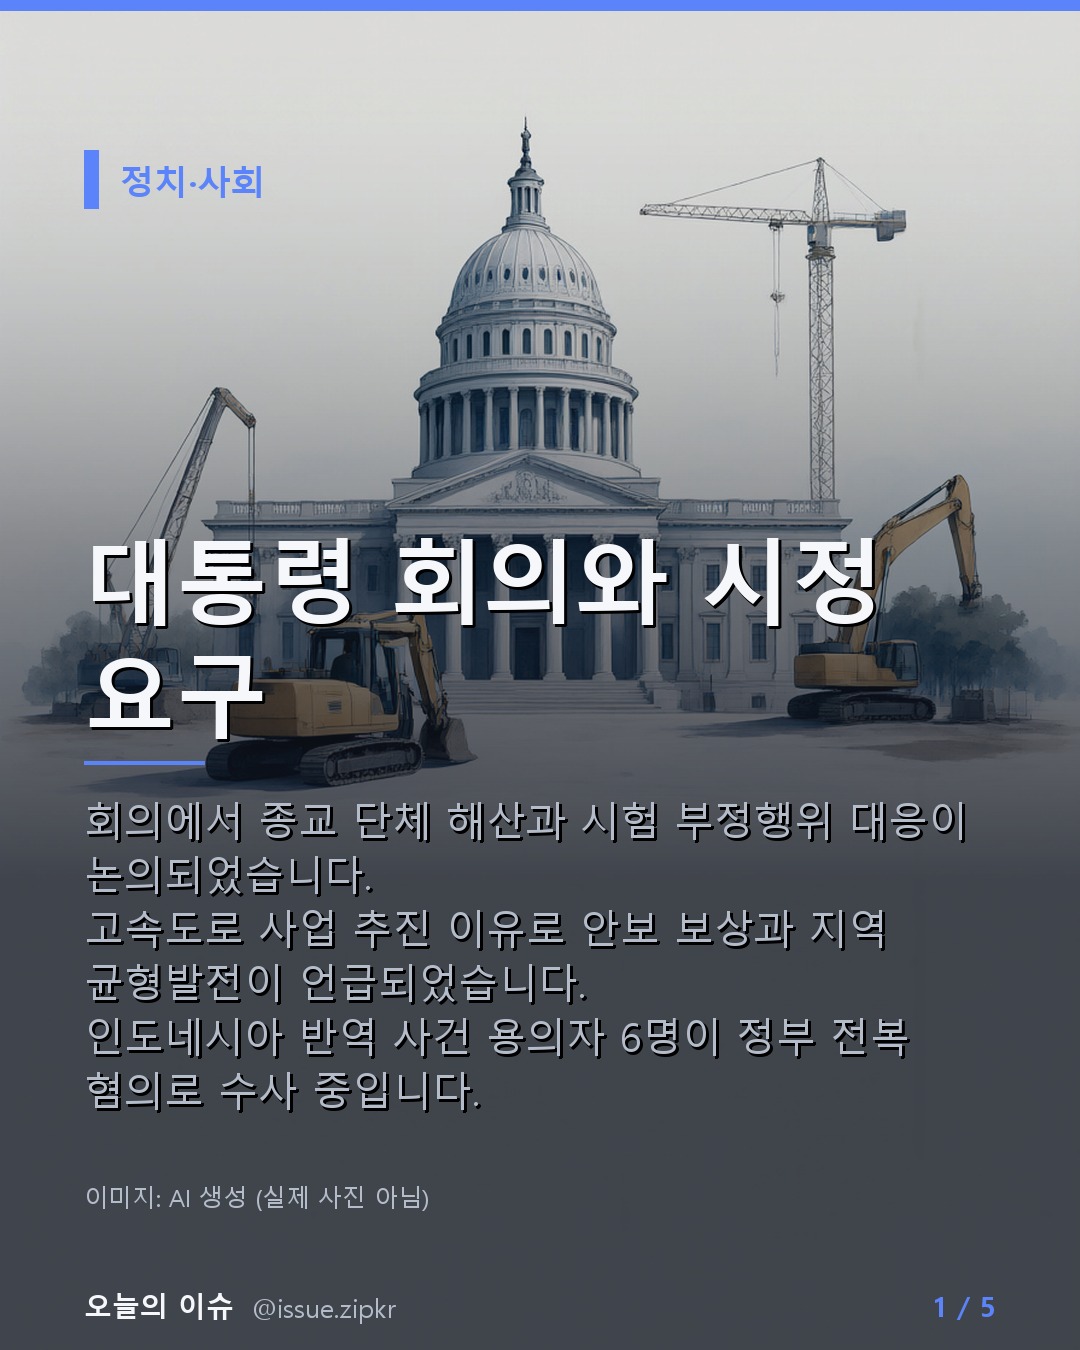 정치·사회
대통령 회의와 시정
요구
회의에서 종교 단체 해산과 시험 부정행위 대응이
논의되었습니다.
고속도로 사업 추진 이유로 안보 보상과 지역
균형발전이 언급되었습니다.
인도네시아 반역 사건 용의자 6명이 정부 전복
혐의로 수사 중입니다.
이미지: AI 생성 (실제 사진 아님)
오늘의 이슈 @issue.zipkr
1 / 5